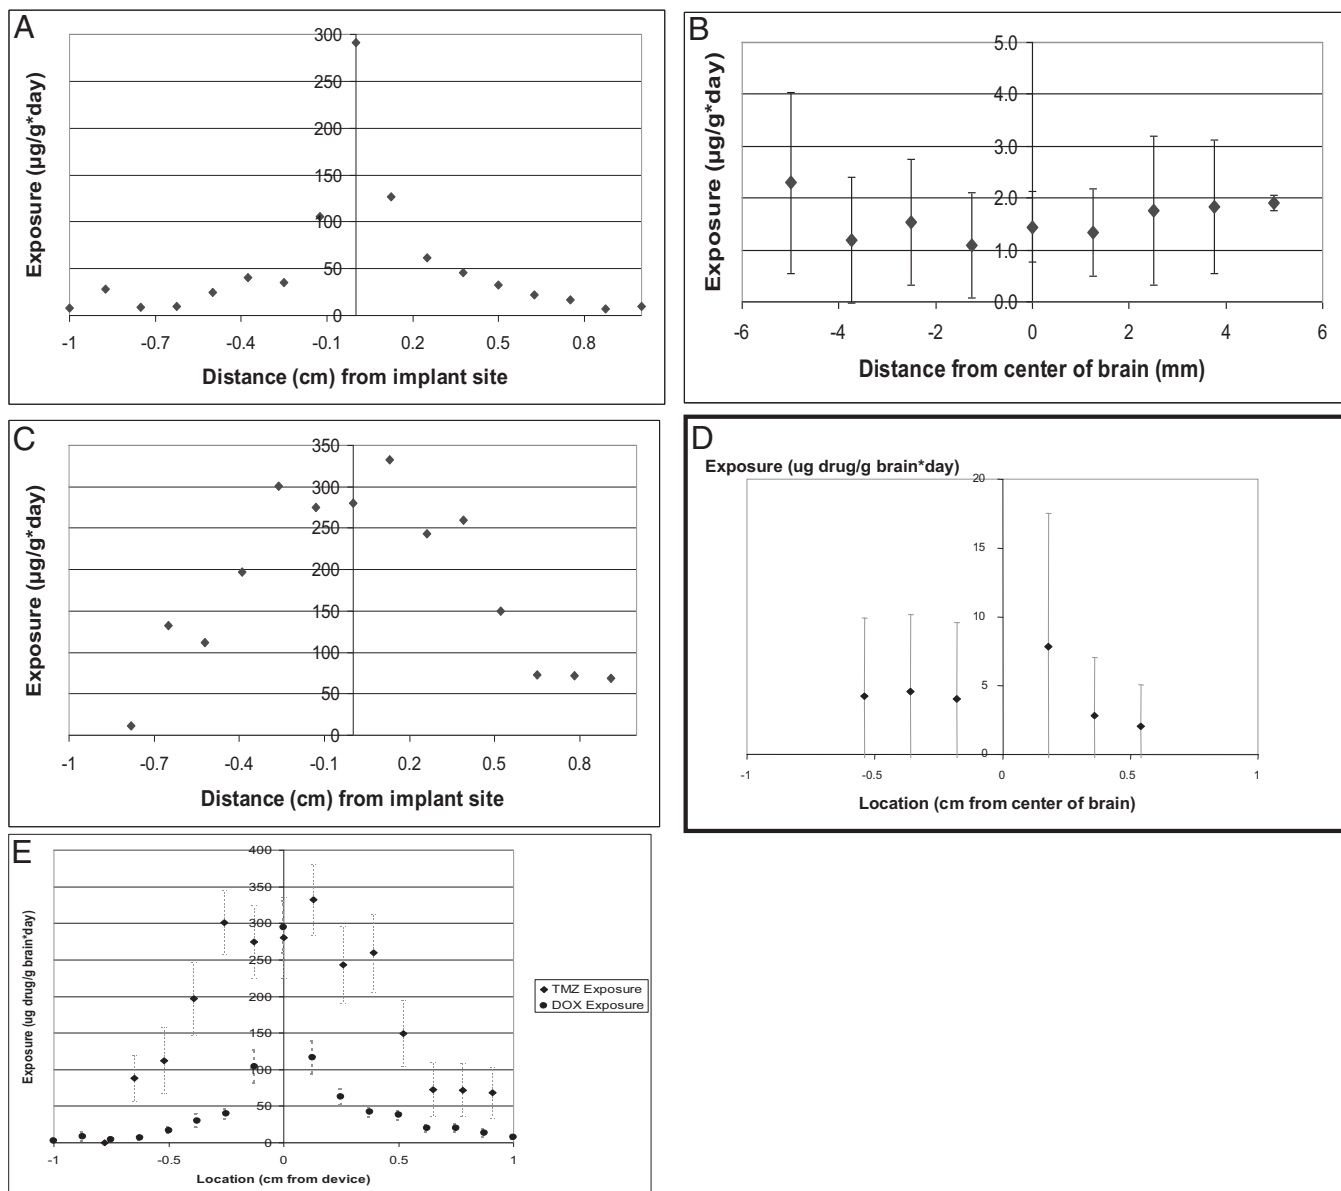 A
Exposure (µg/g*day)
300
250
200
150
100
50
0
-1 -0.7 -0.4 -0.1 0.2 0.5 0.8
Distance (cm) from implant site
B
Exposure (µg/g*day)
5.0
4.0
3.0
2.0
1.0
0.0
-6 -4 -2 0 2 4 6
Distance from center of brain (mm)
C
Exposure (µg/g*day)
350
300
250
200
150
100
50
0
-1 -0.7 -0.4 -0.1 0.2 0.5 0.8
Distance (cm) from implant site
D
Exposure (ug drug/g brain*day)
20
15
10
5
0
-1 -0.5 0 0.5 1
Location (cm from center of brain)
E
Exposure (ug drug/g brain*day)
400
350
300
250
200
150
100
50
0
-1 -0.5 0 0.5 1
Location (cm from device)
TMZ Exposure
DOX Exposure